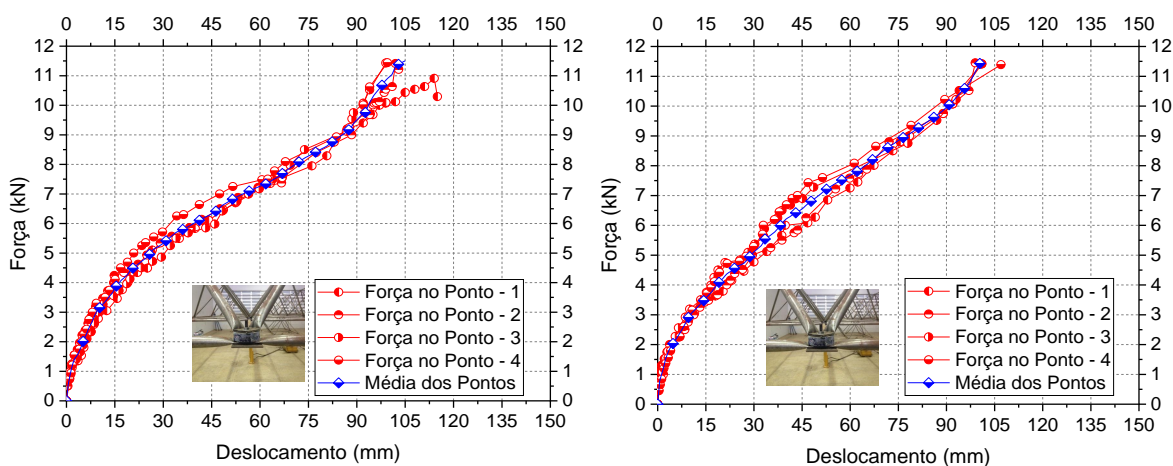 0 15 30 45 60 75 90 105 120 135 150
12
11
10
9
8
7
6
5
4
3
2
1
0
Força (kN)
12
11
10
9
8
7
6
5
4
3
2
1
0
Força no Ponto - 1
Força no Ponto - 2
Força no Ponto - 3
Força no Ponto - 4
Média dos Pontos
0 15 30 45 60 75 90 105 120 135 150
Deslocamento (mm)
0 15 30 45 60 75 90 105 120 135 150
12
11
10
9
8
7
6
5
4
3
2
1
0
Força (kN)
12
11
10
9
8
7
6
5
4
3
2
1
0
Força no Ponto - 1
Força no Ponto - 2
Força no Ponto - 3
Força no Ponto - 4
Média dos Pontos
0 15 30 45 60 75 90 105 120 135 150
Deslocamento (mm)